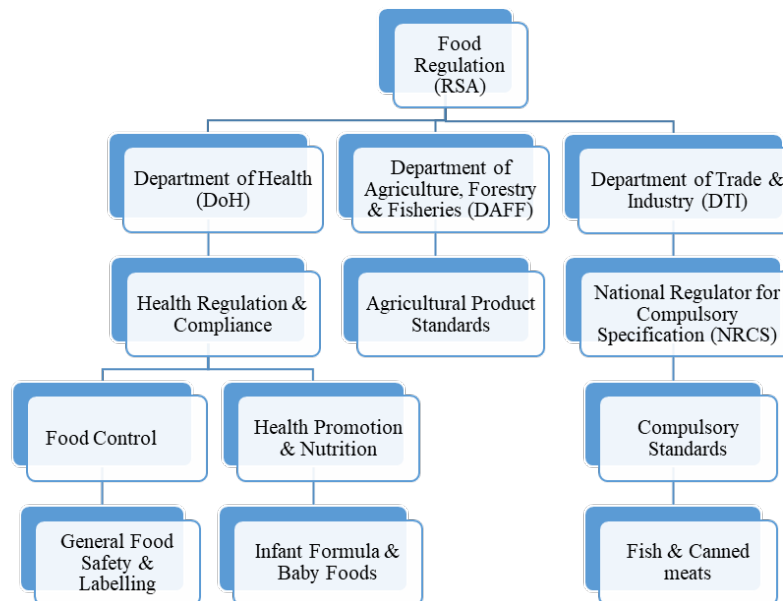 Food
Regulation
(RSA)
Department of Health
(DoH)
Department of
Agriculture, Forestry
& Fisheries (DAFF)
Department of Trade &
Industry (DTI)
Health Regulation &
Compliance
Agricultural Product
Standards
National Regulator for
Compulsory
Specification (NRCS)
Food Control
Health Promotion
& Nutrition
Compulsory
Standards
General Food
Safety &
Labelling
Infant Formula &
Baby Foods
Fish & Canned
meats